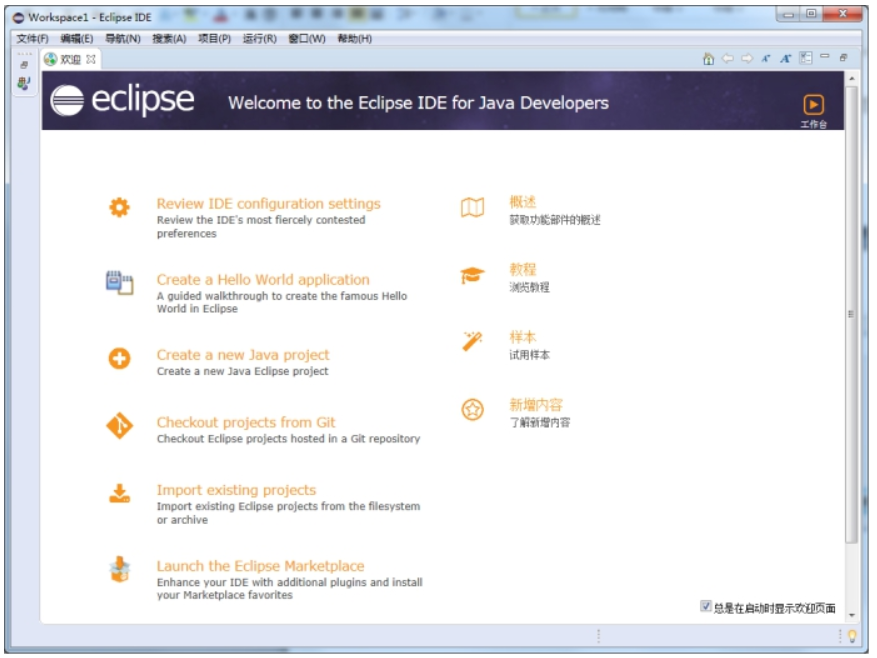 Workspace1 - Eclipse IDE
文件(F) 编辑(E) 导航(N) 搜索(A) 项目(P) 运行(R) 窗口(W) 帮助(H)
欢迎
eclipse Welcome to the Eclipse IDE for Java Developers
工作台
Review IDE configuration settings
Review the IDE's most fiercely contested
preferences
Create a Hello World application
A guided walkthrough to create the famous Hello
World in Eclipse
Create a new Java project
Create a new Java Eclipse project
Checkout projects from Git
Checkout Eclipse projects hosted in a Git repository
Import existing projects
Import existing Eclipse projects from the filesystem
or archive
Launch the Eclipse Marketplace
Enhance your IDE with additional plugins and install
your Marketplace favorites
概述
获取功能部件的概述
教程
浏览教程
样本
试用样本
新增内容
了解新增内容
总是在启动时显示欢迎页面